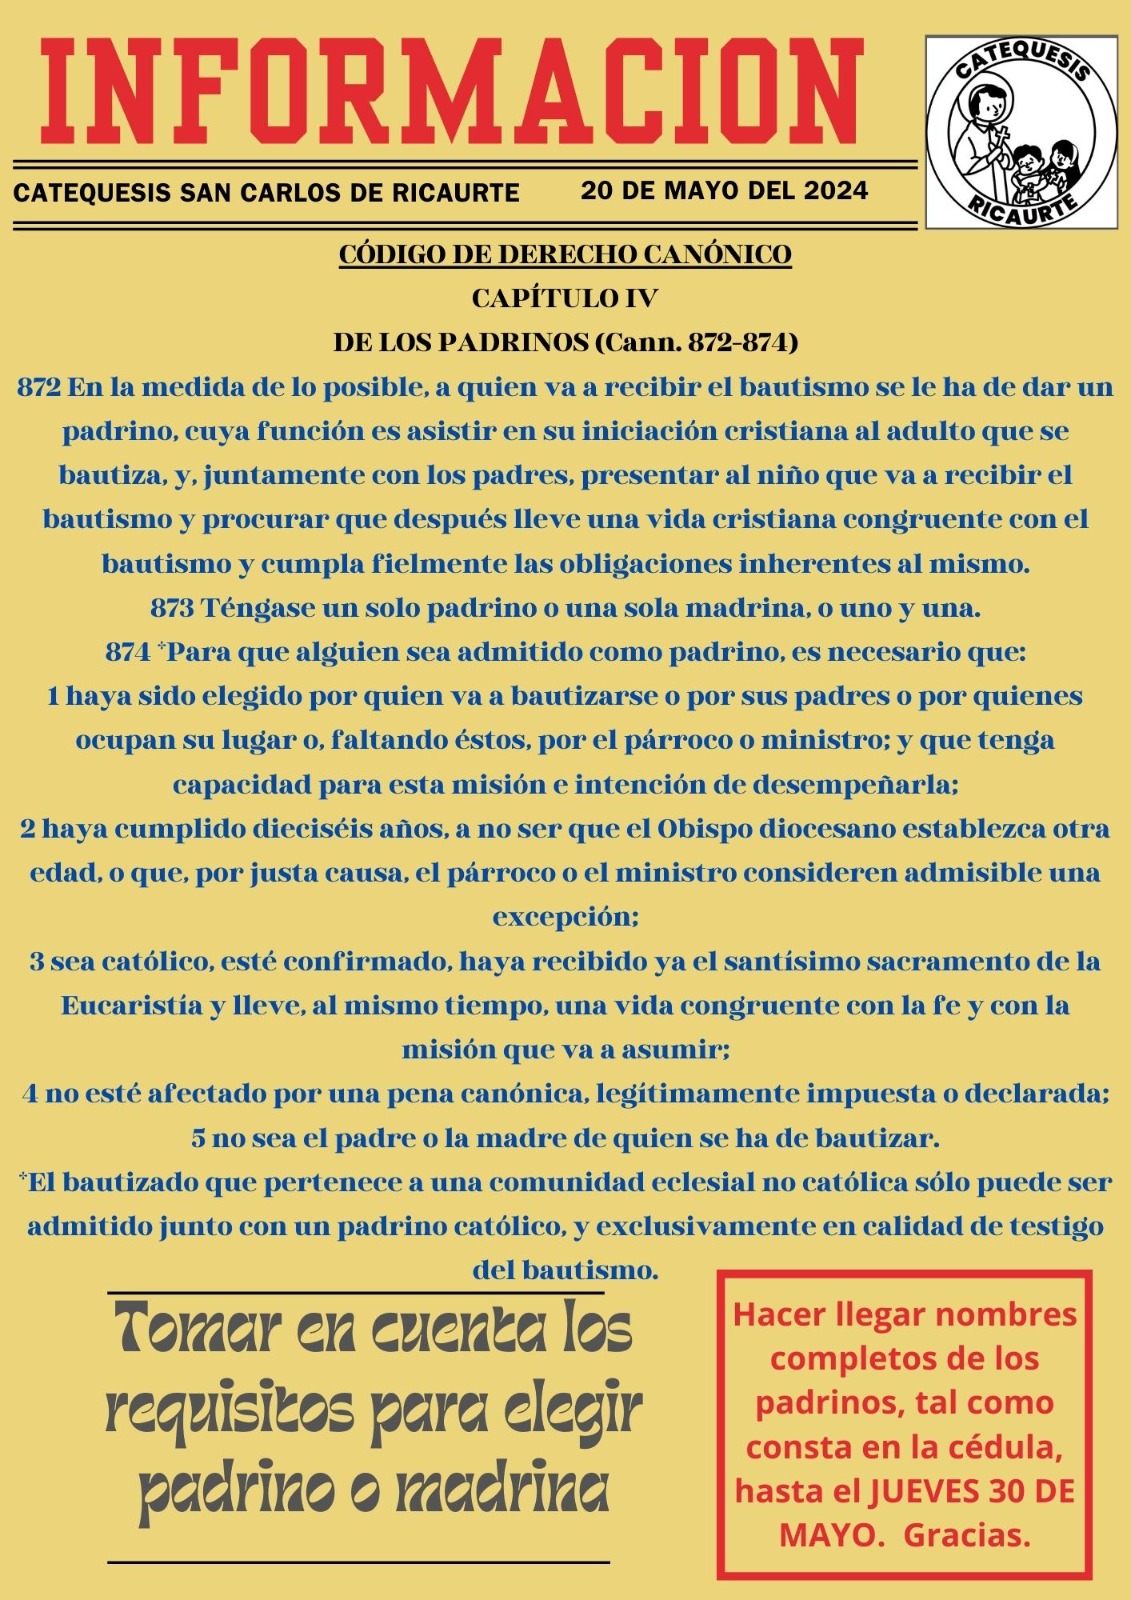 INFORMACION
CATEQUESIS
RICAURTE
CATEQUESIS SAN CARLOS DE RICAURTE 20 DE MAYO DEL 2024
CÓDIGO DE DERECHO CANÓNICO
CAPÍTULO IV
DE LOS PADRINOS (Cann. 872-874)
872 En la medida de lo posible, a quien va a recibir el bautismo se le ha de dar un
padrino, cuya función es asistir en su iniciación cristiana al adulto que se
bautiza, y, juntamente con los padres, presentar al niño que va a recibir el
bautismo y procurar que después lleve una vida cristiana congruente con el
bautismo y cumpla fielmente las obligaciones inherentes al mismo.
873 Téngase un solo padrino o una sola madrina, o uno y una.
874 ⁺Para que alguien sea admitido como padrino, es necesario que:
1 haya sido elegido por quien va a bautizarse o por sus padres o por quienes
ocupan su lugar o, faltando éstos, por el párroco o ministro; y que tenga
capacidad para esta misión e intención de desempeñarla;
2 haya cumplido dieciséis años, a no ser que el Obispo diocesano establezca otra
edad, o que, por justa causa, el párroco o el ministro consideren admisible una
excepción;
3 sea católico, esté confirmado, haya recibido ya el santísimo sacramento de la
Eucaristía y lleve, al mismo tiempo, una vida congruente con la fe y con la
misión que va a asumir;
4 no esté afectado por una pena canónica, legítimamente impuesta o declarada;
5 no sea el padre o la madre de quien se ha de bautizar.
⁺El bautizado que pertenece a una comunidad eclesial no católica sólo puede ser
admitido junto con un padrino católico, y exclusivamente en calidad de testigo
del bautismo.
Tomar en cuenta los
requisitos para elegir
padrino o madrina
Hacer llegar nombres
completos de los
padrinos, tal como
consta en la cédula,
hasta el JUEVES 30 DE
MAYO. Gracias.